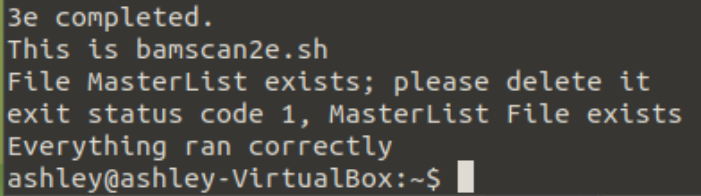 3e completed.
This is bamscan2e.sh
File MasterList exists; please delete it
exit status code 1, MasterList File exists
Everything ran correctly
ashley@ashley-VirtualBox:~$